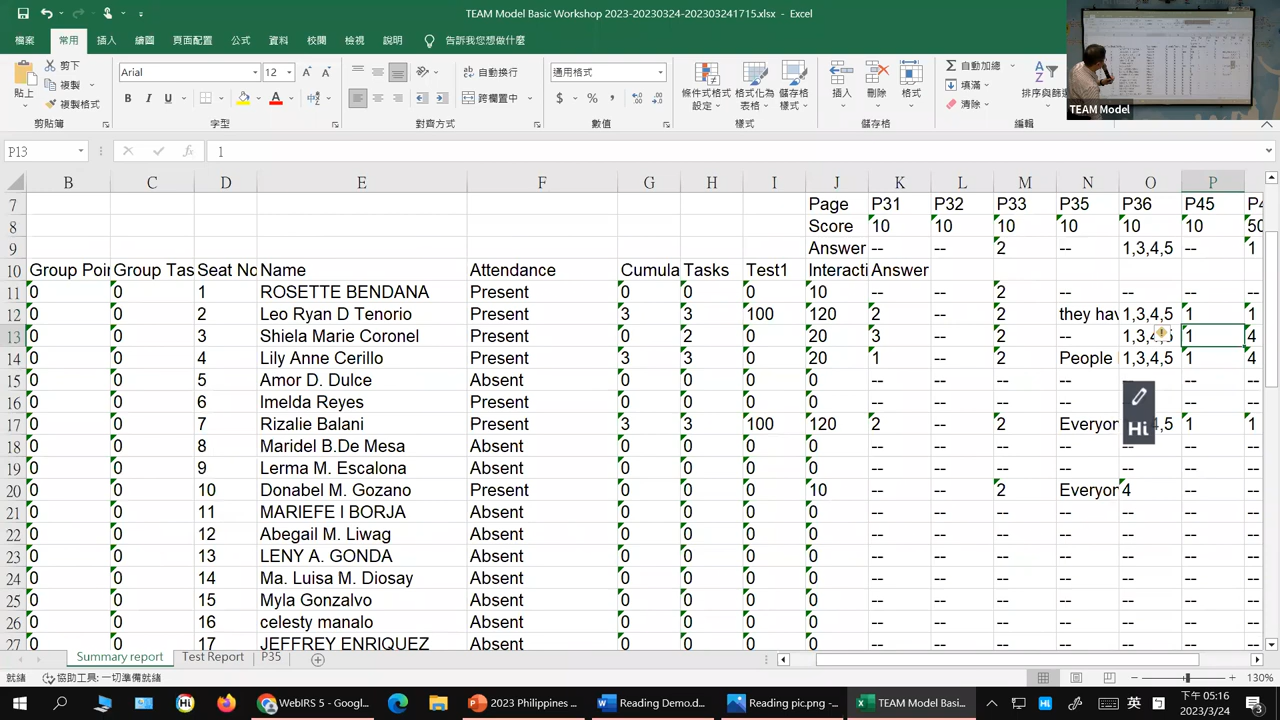 TEAM Model Basic Workshop 2023-20230324-202303241715.xlsx - Excel
檔案 常用 插入 繪圖 頁面配置 公式 資料 校閱 檢視 說明 告訴我您想做什麼
貼上 剪下 複製 複製格式 剪貼簿
Arial 12 B I U A 字型
自動換行 跨欄置中 對齊方式
通用格式 $ % , 數值
條件式格式設定 格式化為表格 儲存格樣式 樣式
插入 刪除 格式 儲存格
自動加總 填滿 清除 編輯
TEAM Model
P13 fx 1
B C D E F G H I J K L M N O P
7 Page P31 P32 P33 P35 P36 P45
8 Score 10 10 10 10 10 10 50
9 Answer -- -- 2 -- 1,3,4,5 -- 1
10 Group Poi Group Tas Seat No Name Attendance Cumula Tasks Test1 Interacti Answer
11 0 0 1 ROSETTE BENDANA Present 0 0 0 10 -- -- 2 -- -- -- --
12 0 0 2 Leo Ryan D Tenorio Present 3 3 100 120 2 -- 2 they hav 1,3,4,5 1 1
13 0 0 3 Shiela Marie Coronel Present 0 2 0 20 3 -- 2 -- 1,3,4,5 1 4
14 0 0 4 Lily Anne Cerillo Present 3 3 0 20 1 -- 2 People 1,3,4,5 1 4
15 0 0 5 Amor D. Dulce Absent 0 0 0 0 -- -- -- -- -- -- --
16 0 0 6 Imelda Reyes Absent 0 0 0 0 -- -- -- -- -- -- --
17 0 0 7 Rizalie Balani Present 3 3 100 120 2 -- 2 Everyon 4,5 1 1
18 0 0 8 Maridel B.De Mesa Absent 0 0 0 0 -- -- -- -- -- -- --
19 0 0 9 Lerma M. Escalona Absent 0 0 0 0 -- -- -- -- -- -- --
20 0 0 10 Donabel M. Gozano Present 0 0 0 10 -- -- 2 Everyon 4 -- --
21 0 0 11 MARIEFE I BORJA Absent 0 0 0 0 -- -- -- -- -- -- --
22 0 0 12 Abegail M. Liwag Absent 0 0 0 0 -- -- -- -- -- -- --
23 0 0 13 LENY A. GONDA Absent 0 0 0 0 -- -- -- -- -- -- --
24 0 0 14 Ma. Luisa M. Diosay Absent 0 0 0 0 -- -- -- -- -- -- --
25 0 0 15 Myla Gonzalvo Absent 0 0 0 0 -- -- -- -- -- -- --
26 0 0 16 celesty manalo Absent 0 0 0 0 -- -- -- -- -- -- --
27 0 0 17 JEFFREY ENRIQUEZ Absent 0 0 0 0 -- -- -- -- -- -- --
Hi
Summary report Test Report P35
就緒 協助工具: 一切準備就緒 130%
Hi WebIRS 5 - Googl... 2023 Philippines ... Reading Demo.d... Reading pic.png - ... TEAM Model Basi... Hi 英 下午 05:16 2023/3/24 3